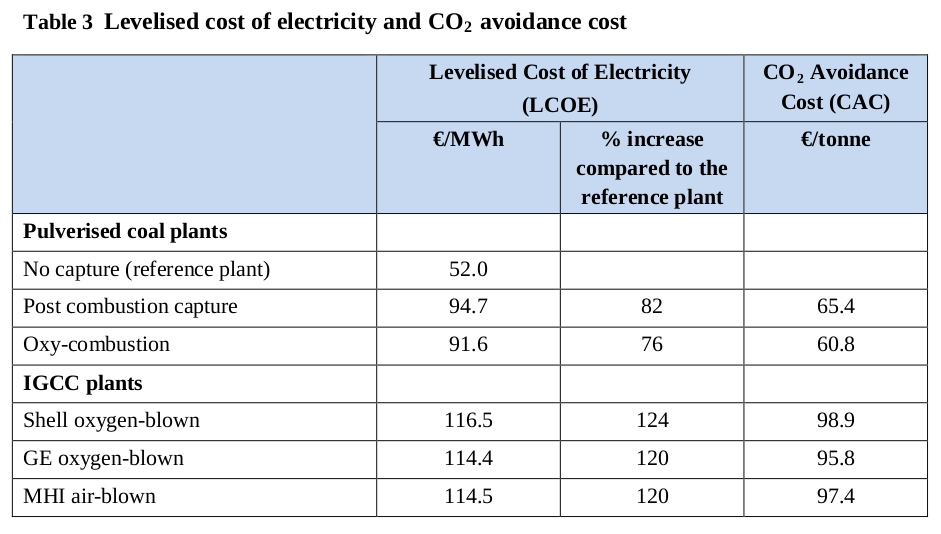 Table 3 Levelised cost of electricity and CO₂ avoidance cost
Levelised Cost of Electricity (LCOE)
CO₂ Avoidance Cost (CAC)
€/MWh
% increase compared to the reference plant
€/tonne
Pulverised coal plants
No capture (reference plant) 52.0
Post combustion capture 94.7 82 65.4
Oxy-combustion 91.6 76 60.8
IGCC plants
Shell oxygen-blown 116.5 124 98.9
GE oxygen-blown 114.4 120 95.8
MHI air-blown 114.5 120 97.4